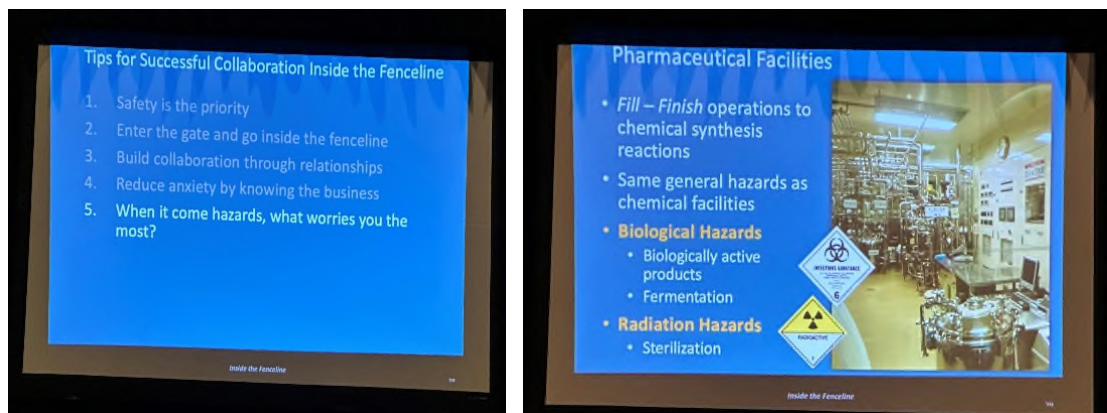 Tips for Successful Collaboration Inside the Fenceline
1. Safety is the priority
2. Enter the gate and go inside the fenceline
3. Build collaboration through relationships
4. Reduce anxiety by knowing the business
5. When it come hazards, what worries you the
most?
Inside the Fenceline
Pharmaceutical Facilities
• Fill – Finish operations to
chemical synthesis
reactions
• Same general hazards as
chemical facilities
• Biological Hazards
• Biologically active
products
• Fermentation
• Radiation Hazards
• Sterilization
INFECTIOUS SUBSTANCE
6
RADIOACTIVE
Inside the Fenceline